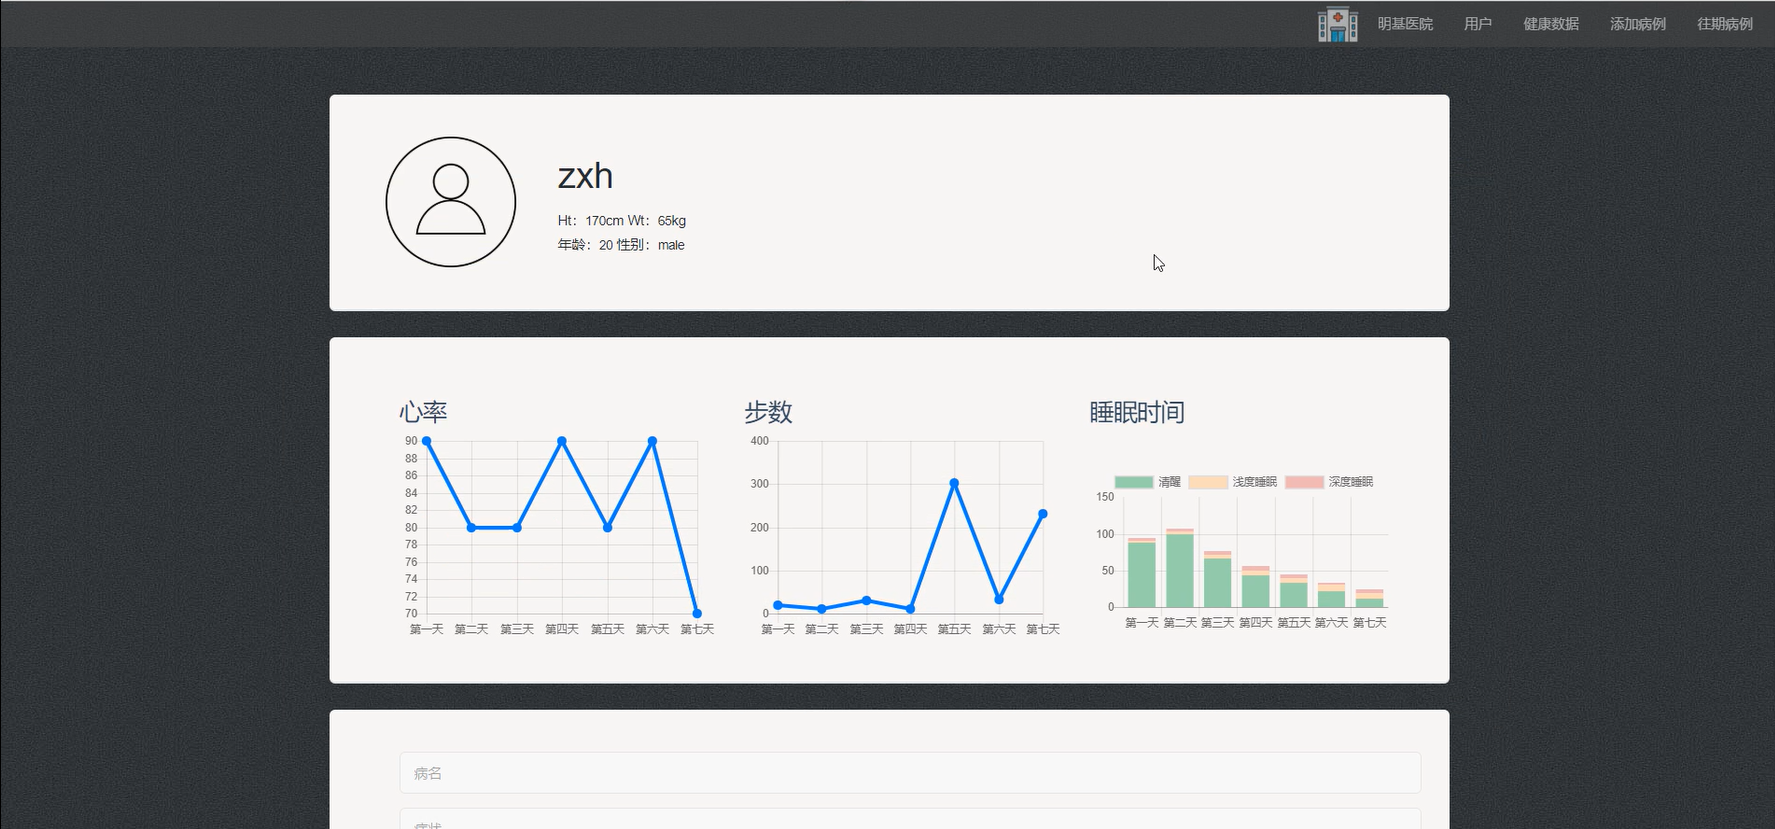 明基医院 用户 健康数据 添加病例 往期病例
zxh
Ht：170cm Wt：65kg
年龄：20 性别：male
心率
90
88
86
84
82
80
78
76
74
72
70
第一天 第二天 第三天 第四天 第五天 第六天 第七天
步数
400
300
200
100
0
第一天 第二天 第三天 第四天 第五天 第六天 第七天
睡眠时间
清醒 浅度睡眠 深度睡眠
150
100
50
0
第一天 第二天 第三天 第四天 第五天 第六天 第七天
病名
症状